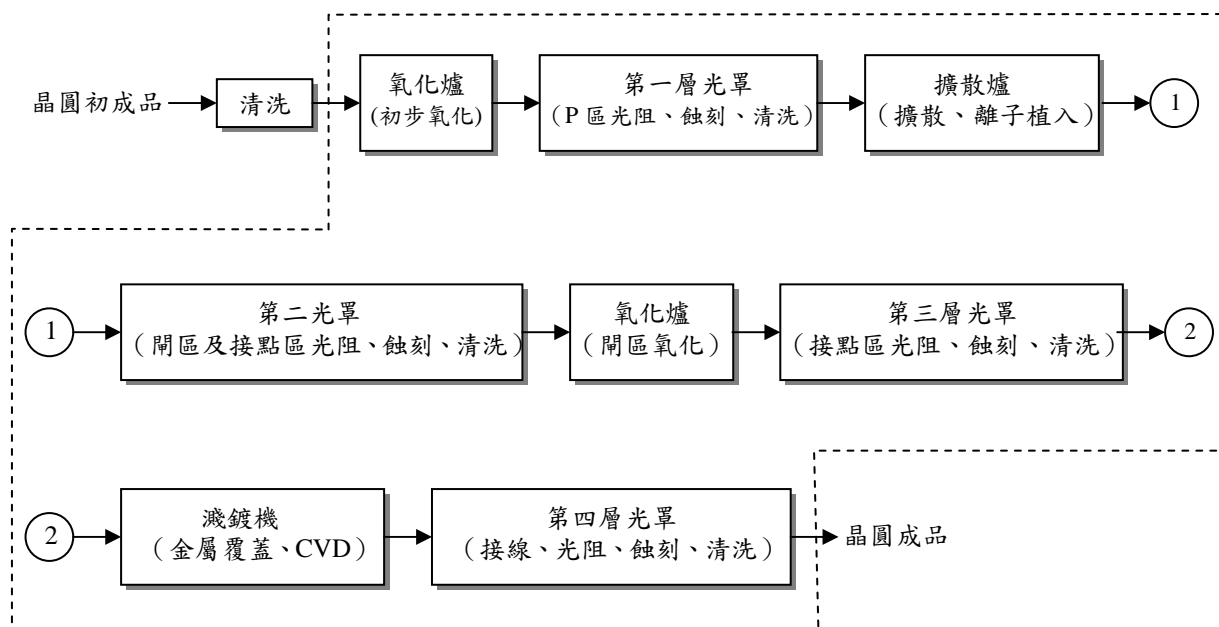 晶圓初成品
清洗
氧化爐
(初步氧化)
第一層光罩
（P 區光阻、蝕刻、清洗）
擴散爐
（擴散、離子植入）
1
1
第二光罩
（閘區及接點區光阻、蝕刻、清洗）
氧化爐
（閘區氧化）
第三層光罩
（接點區光阻、蝕刻、清洗）
2
2
濺鍍機
（金屬覆蓋、CVD）
第四層光罩
（接線、光阻、蝕刻、清洗）
晶圓成品